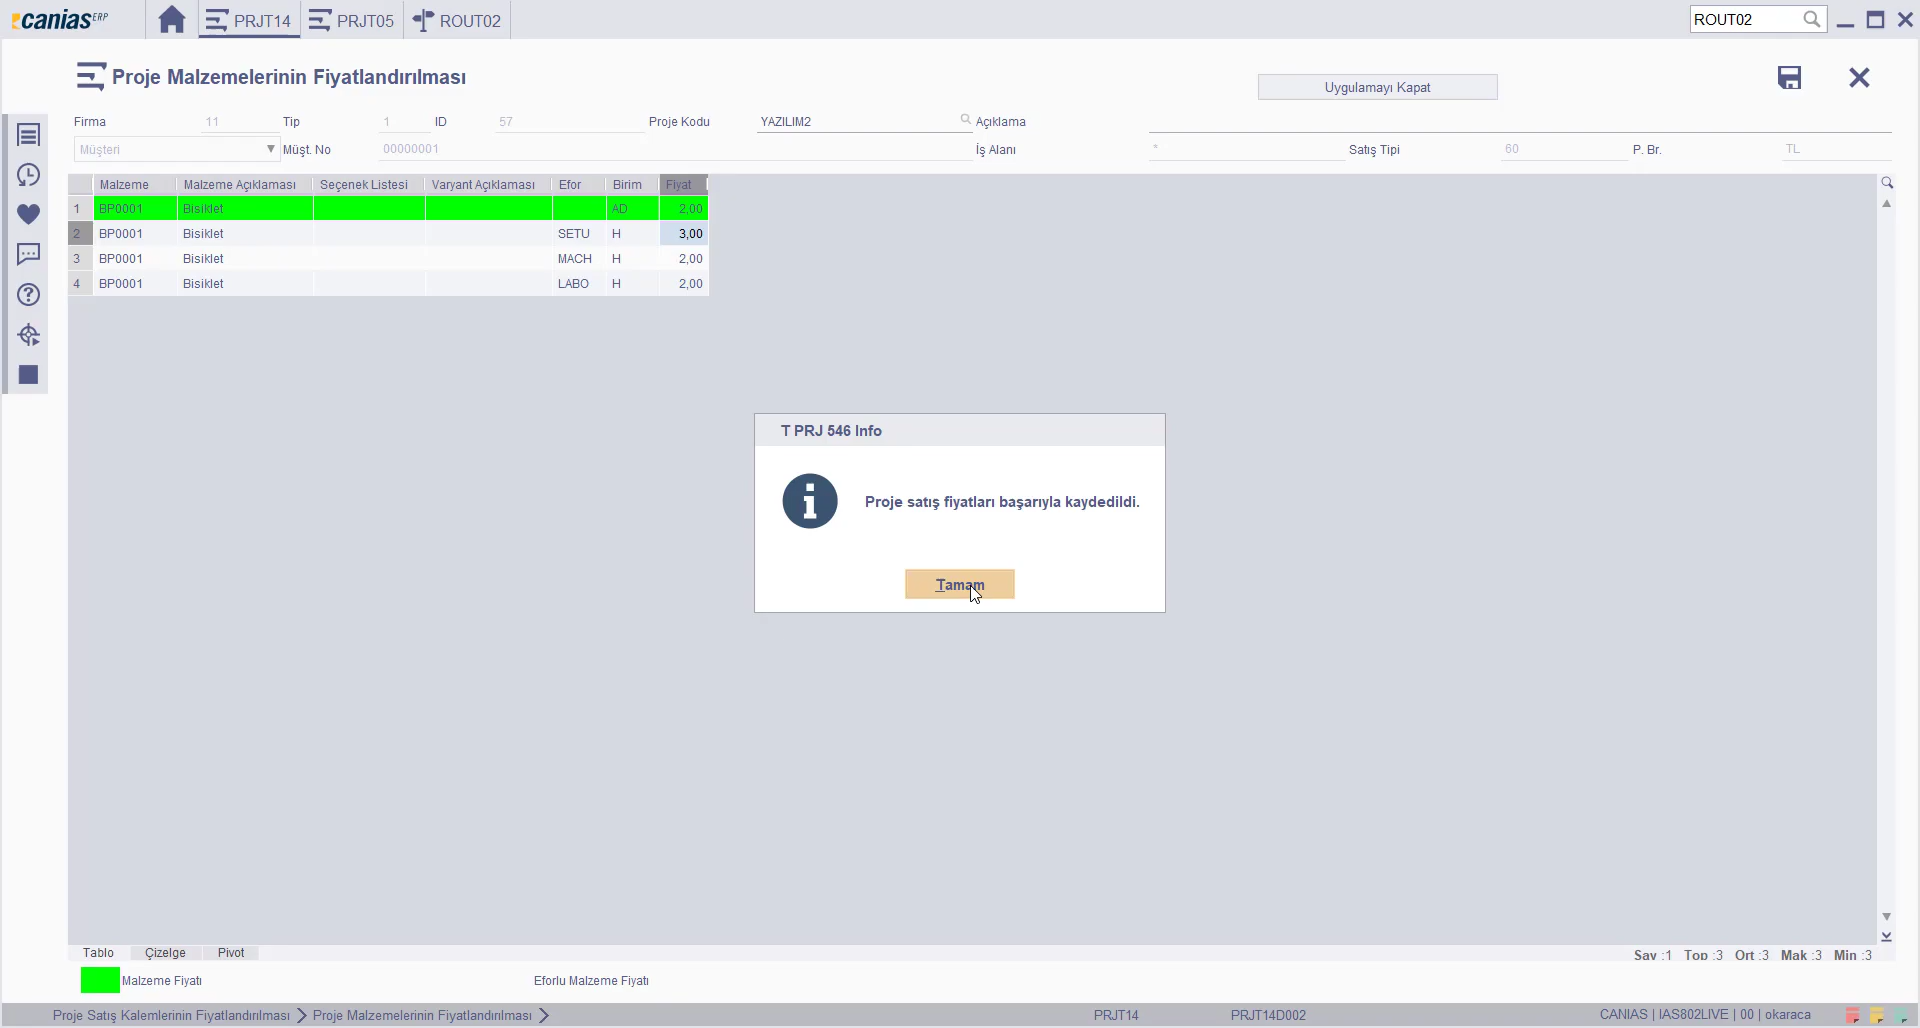 canias ERP
PRJT14
PRJT05
ROUT02
ROUT02
Proje Malzemelerinin Fiyatlandırılması
Uygulamayı Kapat
Firma 11 Tip 1 ID 57 Proje Kodu YAZILIM2 Açıklama
Müşteri Müşt. No 00000001 İş Alanı * Satış Tipi 60 P. Br. TL
Malzeme Malzeme Açıklaması Seçenek Listesi Varyant Açıklaması Efor Birim Fiyat
1 BP0001 Bisiklet AD 2,00
2 BP0001 Bisiklet SETU H 3,00
3 BP0001 Bisiklet MACH H 2,00
4 BP0001 Bisiklet LABO H 2,00
T PRJ 546 Info
Proje satış fiyatları başarıyla kaydedildi.
Tamam
Tablo Çizelge Pivot
Say :1 Top :3 Ort :3 Mak :3 Min :3
Malzeme Fiyatı Eforlu Malzeme Fiyatı
Proje Satış Kalemlerinin Fiyatlandırılması Proje Malzemelerinin Fiyatlandırılması PRJT14 PRJT14D002 CANIAS | IAS802LIVE | 00 | okaraca